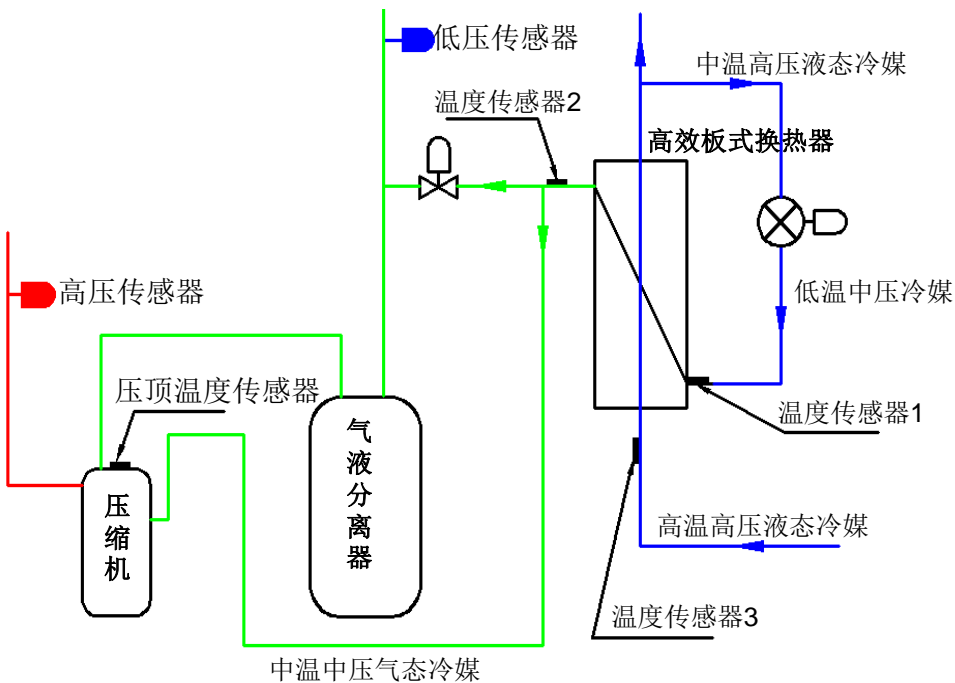 低压传感器
中温高压液态冷媒
温度传感器2
高效板式换热器
高压传感器
低温中压冷媒
压顶温度传感器
温度传感器1
气液分离器
压缩机
高温高压液态冷媒
温度传感器3
中温中压气态冷媒